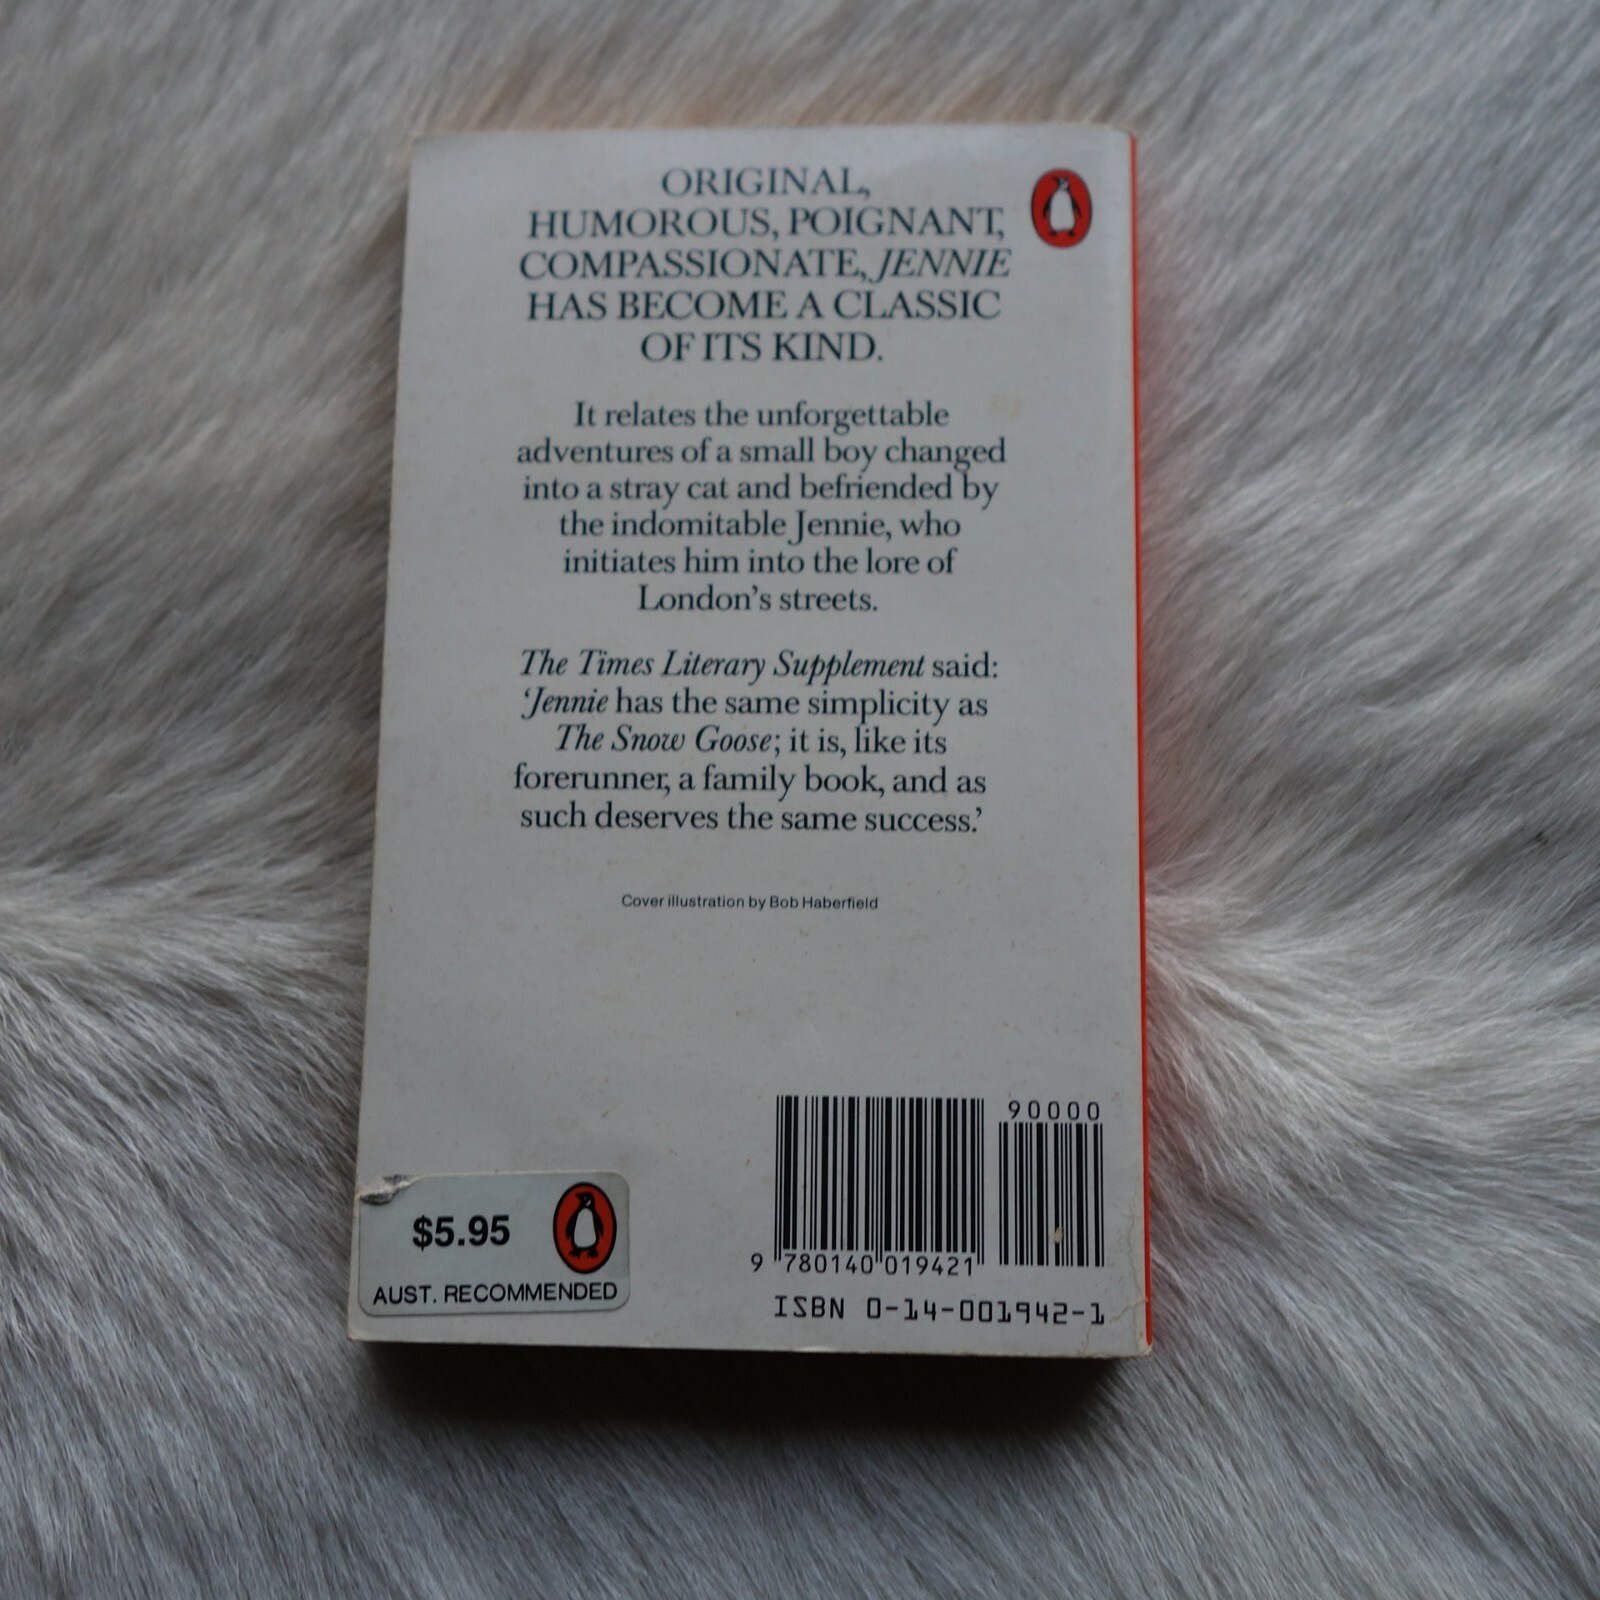 ORIGINAL,
HUMOROUS, POIGNANT,
COMPASSIONATE, JENNIE
HAS BECOME A CLASSIC
OF ITS KIND.
It relates the unforgettable
adventures of a small boy changed
into a stray cat and befriended by
the indomitable Jennie, who
initiates him into the lore of
London's streets.
The Times Literary Supplement said:
‘Jennie has the same simplicity as
The Snow Goose; it is, like its
forerunner, a family book, and as
such deserves the same success.’
Cover illustration by Bob Haberfield
90000
9 780140 019421
ISBN 0-14-001942-1
$5.95
AUST. RECOMMENDED